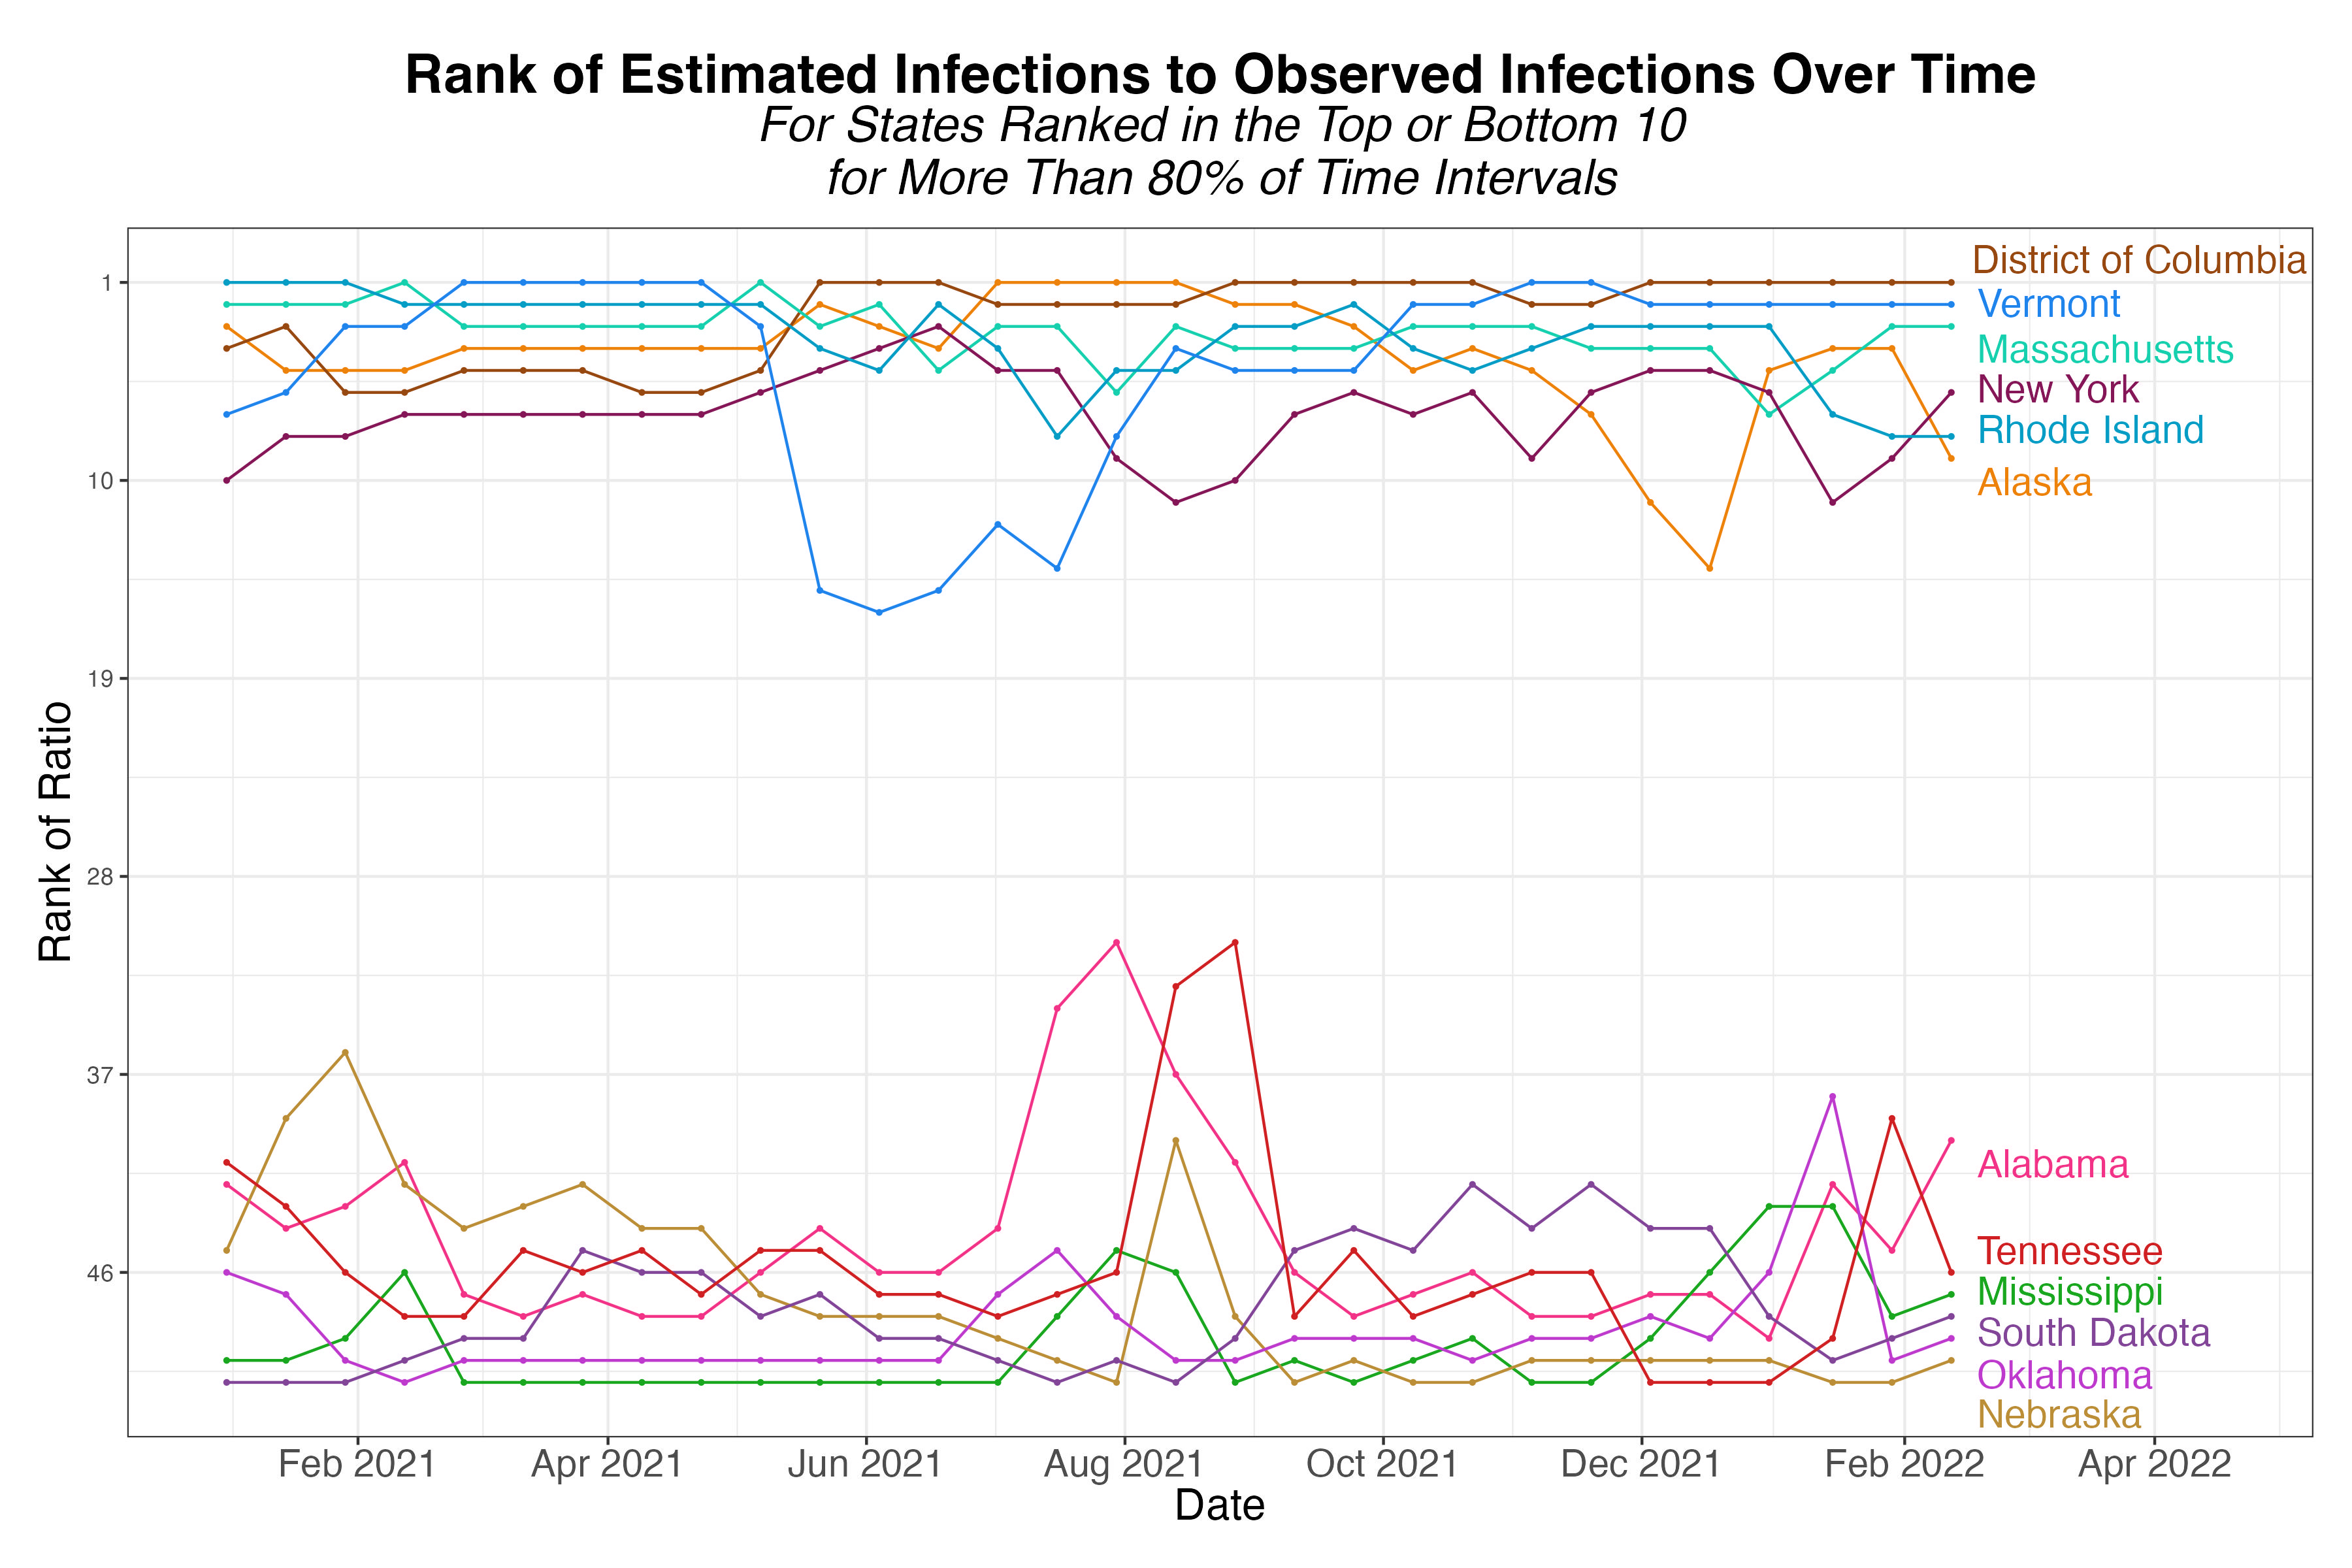 Rank of Estimated Infections to Observed Infections Over Time
For States Ranked in the Top or Bottom 10
for More Than 80% of Time Intervals
Rank of Ratio
1
10
19
28
37
46
District of Columbia
Vermont
Massachusetts
New York
Rhode Island
Alaska
Alabama
Tennessee
Mississippi
South Dakota
Oklahoma
Nebraska
Feb 2021 Apr 2021 Jun 2021 Aug 2021 Oct 2021 Dec 2021 Feb 2022 Apr 2022
Date